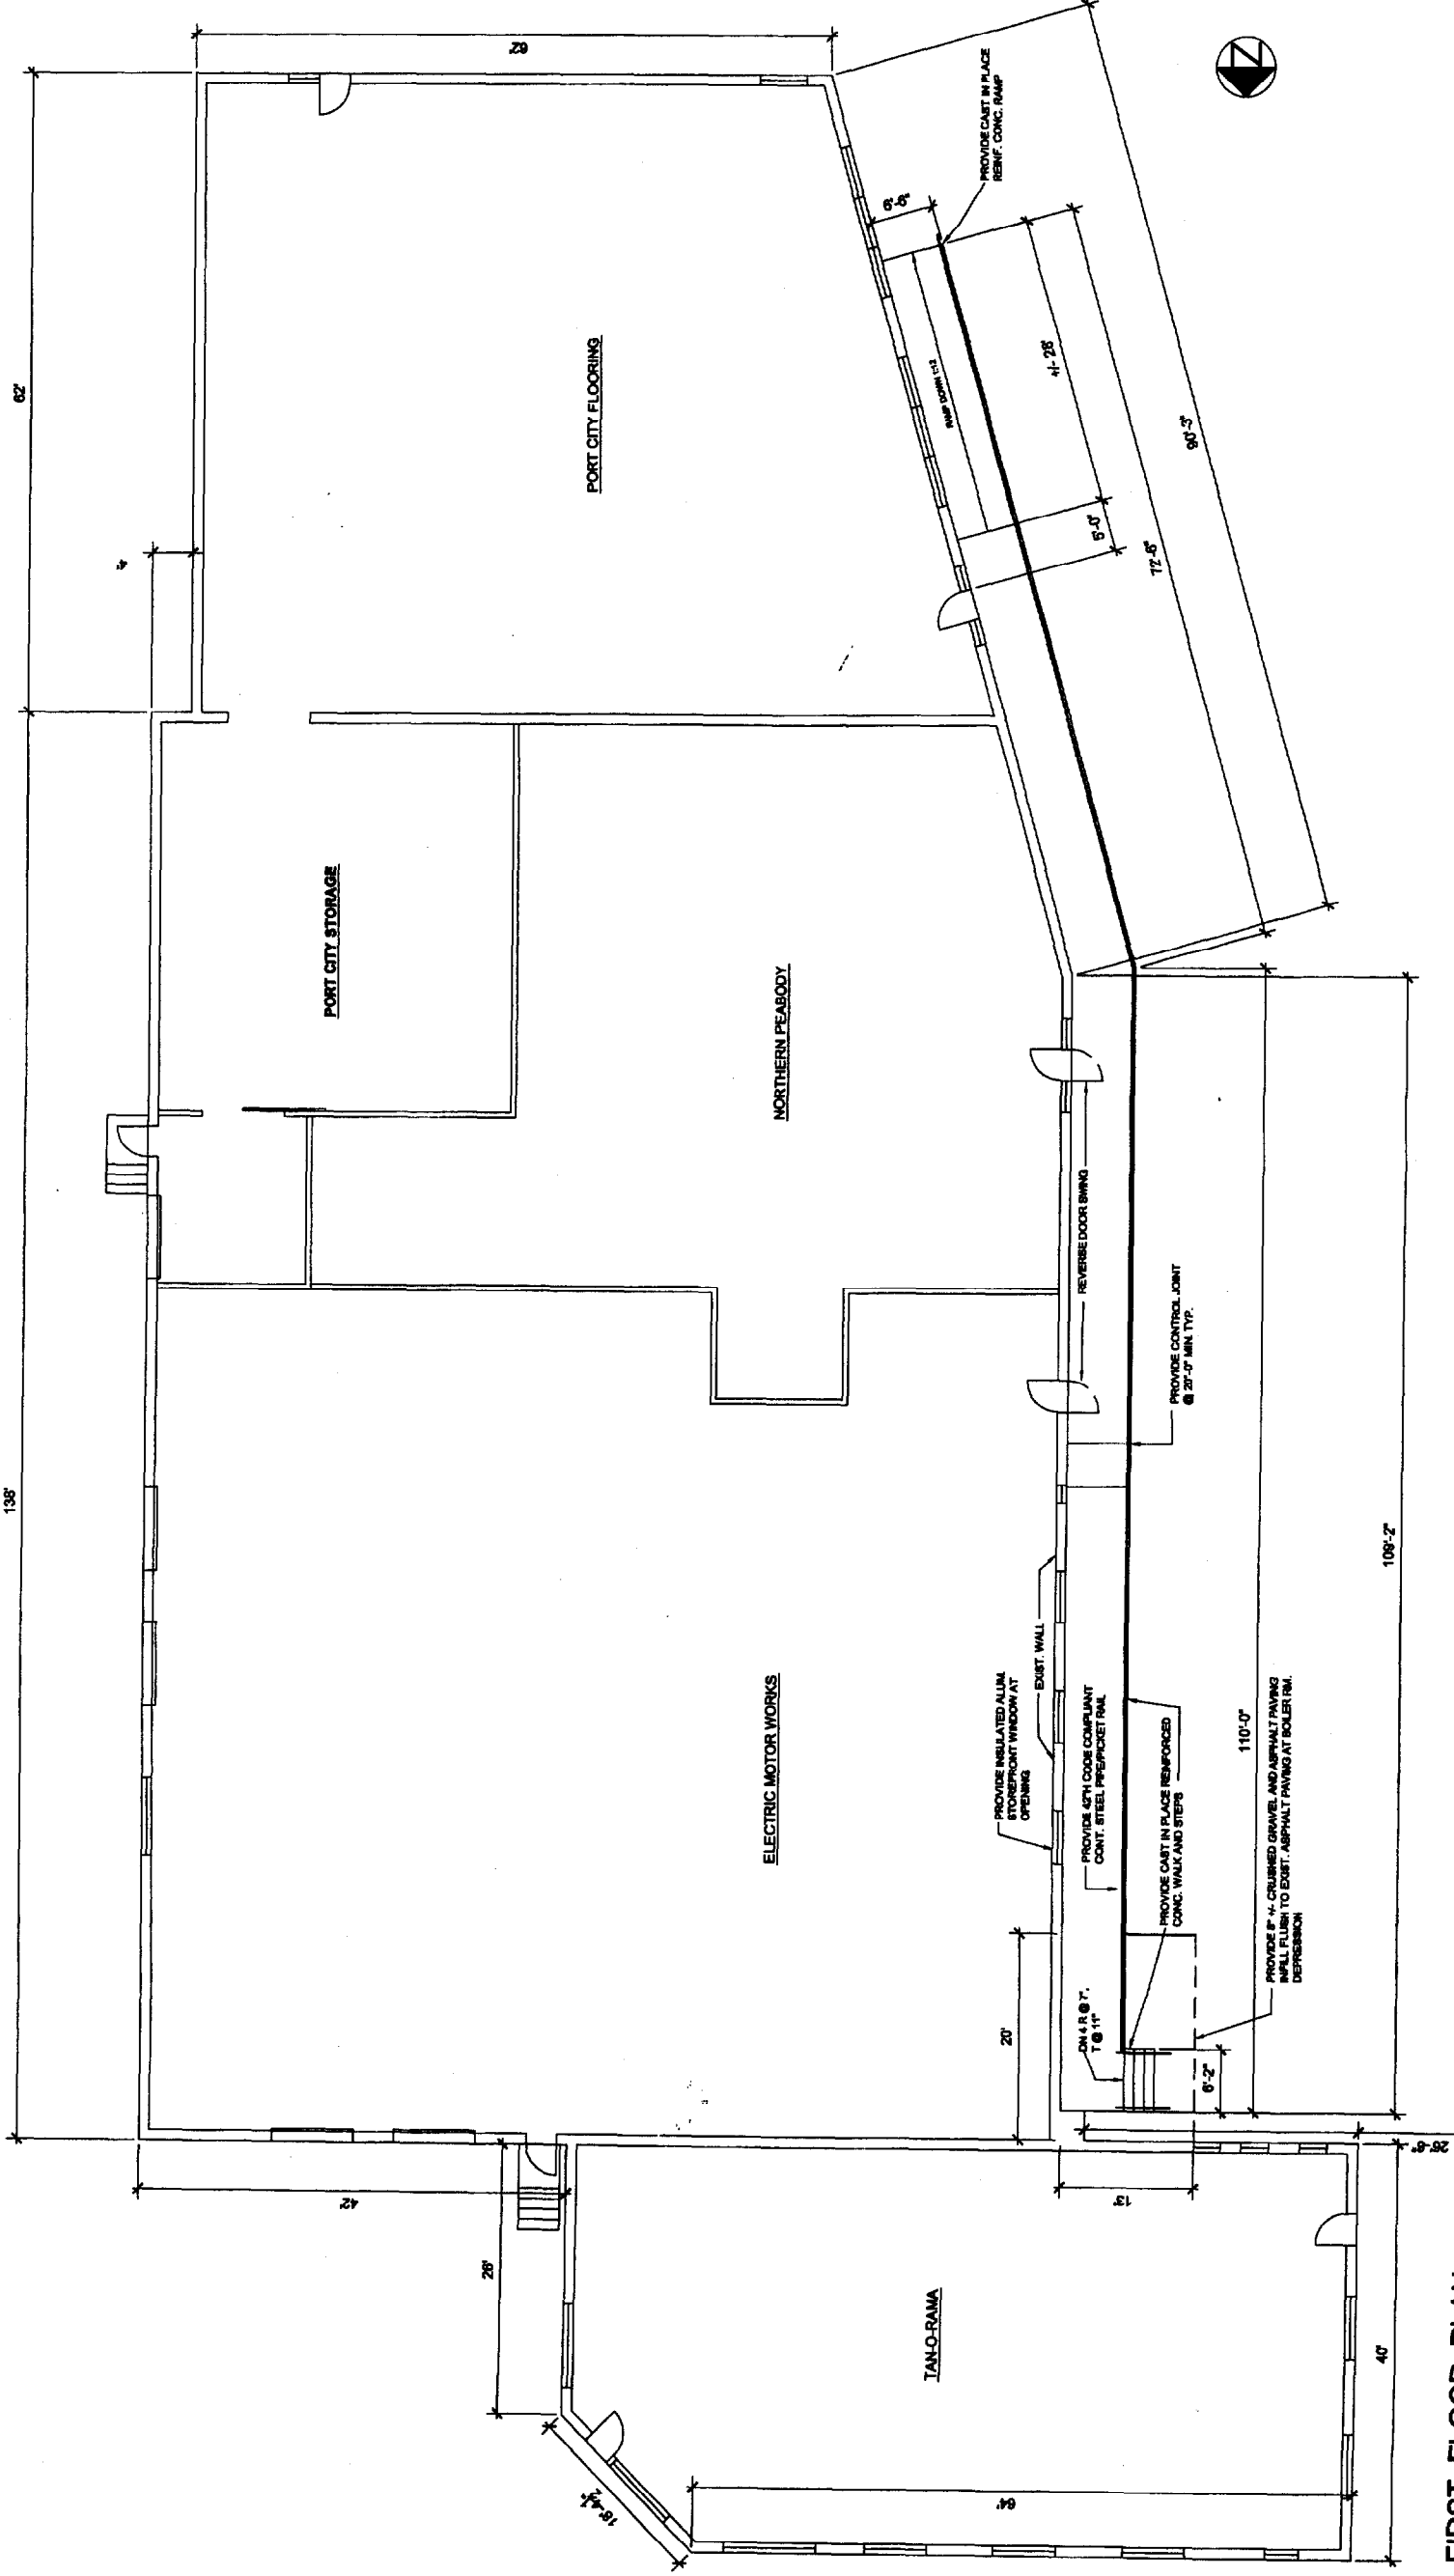 62'
62'
138'
4'
PORT CITY FLOORING
PORT CITY STORAGE
NORTHERN PEABODY
ELECTRIC MOTOR WORKS
TAN-O-RAMA
PROVIDE CAST IN PLACE
REINF. CONC. RAMP
6'-6"
RAMP DOWN 1:12
+/- 28'
5'-0"
72'-6"
90'-3"
N
REVERSE DOOR SWING
PROVIDE CONTROL JOINT
@ 20'-0" MIN. TYP.
EXIST. WALL
PROVIDE INSULATED ALUM.
STOREFRONT WINDOW AT
OPENING
PROVIDE 42"H CODE COMPLIANT
CONT. STEEL PIPE/PICKET RAIL
PROVIDE CAST IN PLACE REINFORCED
CONC. WALK AND STEPS
DN 4 R @ 7",
T @ 11"
PROVIDE 8" +/- CRUSHED GRAVEL AND ASPHALT PAVING
INFILL FLUSH TO EXIST. ASPHALT PAVING AT BOILER RM.
DEPRESSION
109'-2"
110'-0"
20'
6'-2"
13'
26'-6"
42'
26'
64'
40'
FIRST FLOOR PLAN